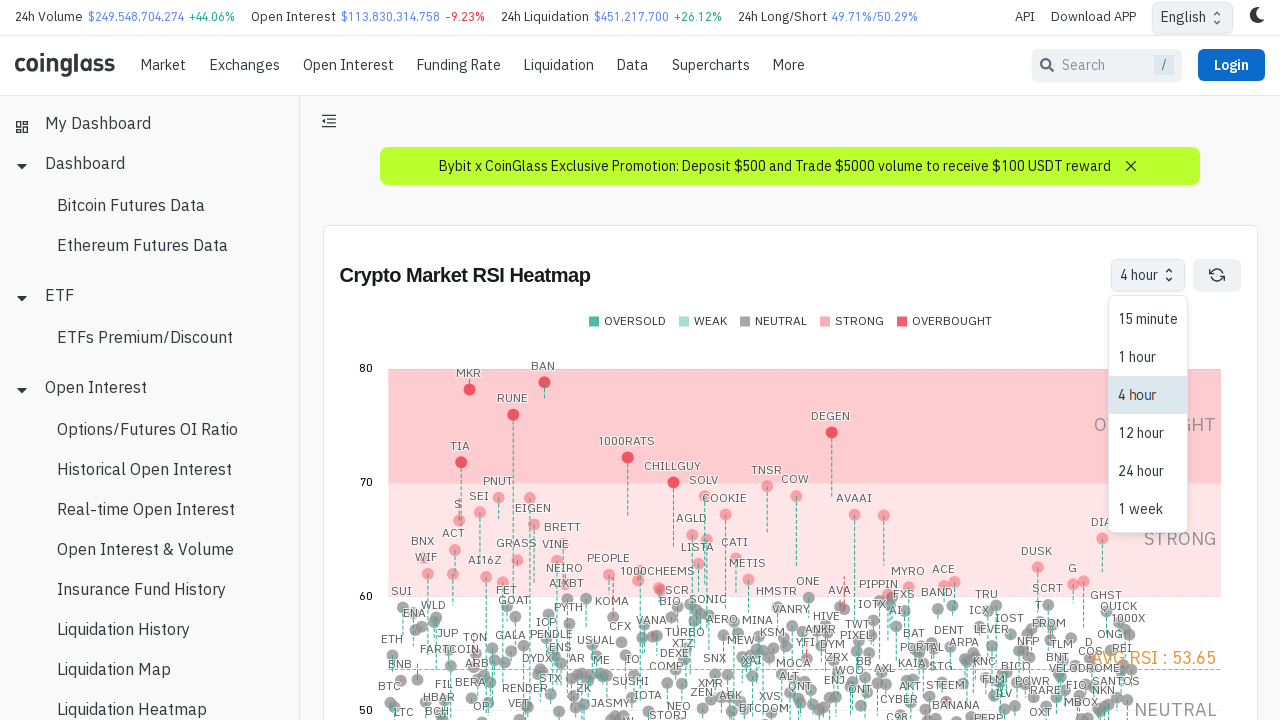 24h Volume $249,548,704,274 +44.06% Open Interest $113,830,314,758 -9.23% 24h Liquidation $451,217,700 +26.12% 24h Long/Short 49.71%/50.29% API Download APP English
coinglass Market Exchanges Open Interest Funding Rate Liquidation Data Supercharts More Search / Login
My Dashboard
Dashboard
Bitcoin Futures Data
Ethereum Futures Data
ETF
ETFs Premium/Discount
Open Interest
Options/Futures OI Ratio
Historical Open Interest
Real-time Open Interest
Open Interest & Volume
Insurance Fund History
Liquidation History
Liquidation Map
Liquidation Heatmap
Bybit x CoinGlass Exclusive Promotion: Deposit $500 and Trade $5000 volume to receive $100 USDT reward
Crypto Market RSI Heatmap 4 hour
15 minute
1 hour
4 hour
12 hour
24 hour
1 week
OVERSOLD WEAK NEUTRAL STRONG OVERBOUGHT
80
MKR BAN
RUNE
DEGEN
TIA 1000RATS
CHILLGUY TNSR
70 PNUT SOLV COW
SEI COOKIE AVAAI
S EIGEN
AGLD
BRETT
ACT
BNX GRASS VINE LISTA CATI
WIF AI16Z PEOPLE METIS DUSK
NEIRO 1000CHEEMS MYRO ACE G
STRONG
60 SUI FET AIXBT SCR HMSTR ONE AVA PIPPIN FXS BAND TRU SCRT GHST
ENA WLD GOAT PYTH KOMA BIO SONIC VANRY IOTX AI ICX T QUICK
ICP CFX VANA AERO MINA HIVE TWT IOST PROM 1000X
ETH JUP TON GALA PENDLE USUAL TURBO MEW KSM ANKR PIXEL BAT DENT LEVER NFP ONG
FARTCOIN ENS XTZ YFI DYM PORTAL ARPA TLM COS
BNB ARB DYDX AR ME IO DEXE SNX XAI MOCA ZRX BB KAIA STG KNC BICO BNT
AVG RSI : 53.65
BTC FIL BERA STX ZK SUSHI COMP XMR ALT WOO AXL FLM POWR VELODROME
LTC HBAR OP RENDER VET JASMY IOTA ZEN ARK XVS QNT ENJ ONT AKT STEEM ILV RARE FIO SANTOS NKN
50 BCH STORJ NEO BTCDOM CYBER C98 BANANA PERP OXT MBOX
NEUTRAL